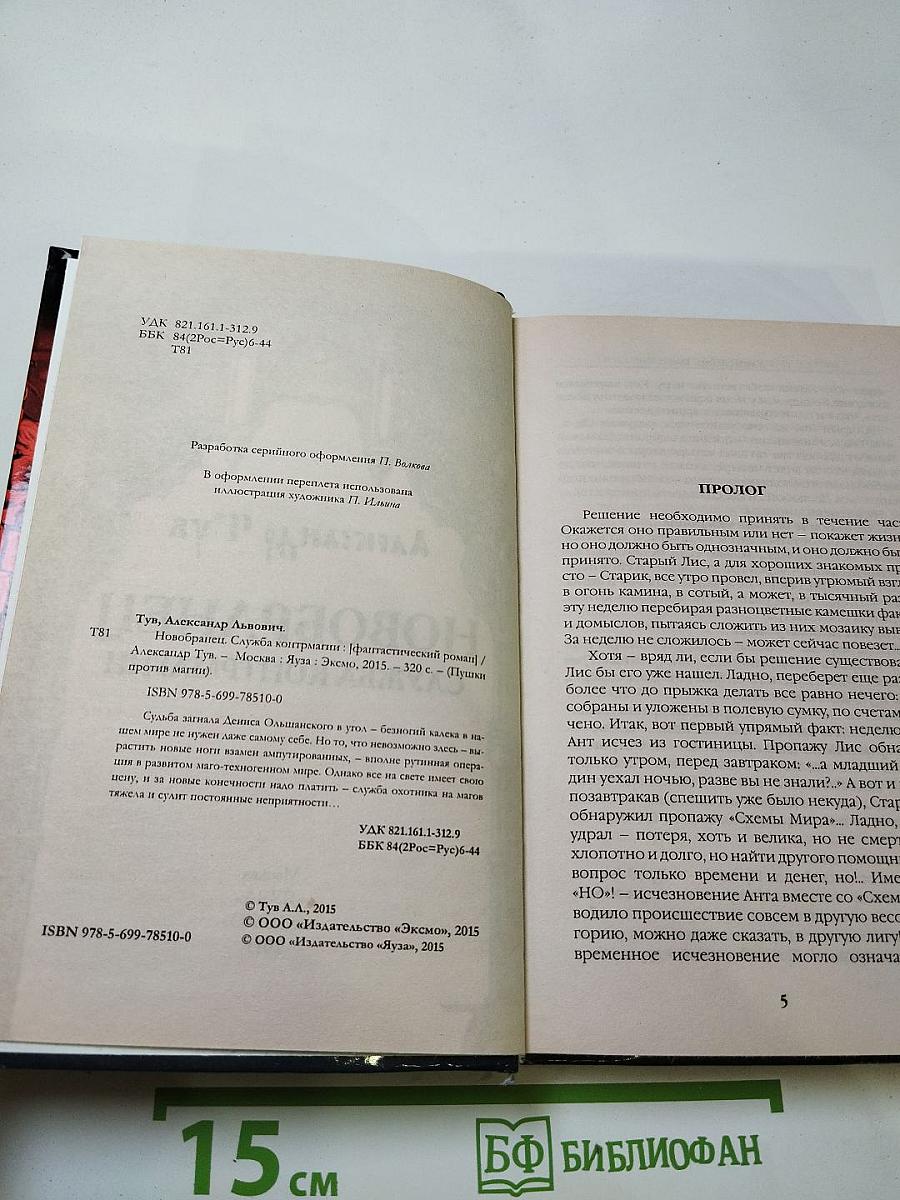 УДК 821.161.1-312.9
ББК 84(2Рос=Рус)6-44
Т81
Разработка серийного оформления П. Волкова
В оформлении переплета использована
иллюстрация художника П. Ильина
Тув, Александр Львович.
Т81 Новобранец. Служба контрмагии : [фантастический роман] /
Александр Тув. – Москва : Яуза : Эксмо, 2015. – 320 с. – (Пушки
против магии).
ISBN 978-5-699-78510-0
Судьба загнала Дениса Ольшанского в угол – безногий калека в на-
шем мире не нужен даже самому себе. Но то, что невозможно здесь – вы-
растить новые ноги взамен ампутированных, – вполне рутинная опера-
ция в развитом маго-техногенном мире. Однако все на свете имеет свою
цену, и за новые конечности надо платить – служба охотника на магов
тяжела и сулит постоянные неприятности…
УДК 821.161.1-312.9
ББК 84(2Рос=Рус)6-44
© Тув А.Л., 2015
© ООО «Издательство «Эксмо», 2015
© ООО «Издательство «Яуза», 2015
ISBN 978-5-699-78510-0
ПРОЛОГ
Решение необходимо принять в течение час
Окажется оно правильным или нет – покажет жизн
но оно должно быть однозначным, и оно должно бы
принято. Старый Лис, а для хороших знакомых пр
сто – Старик, все утро провел, вперив угрюмый взгл
в огонь камина, в сотый, а может, в тысячный раз
эту неделю перебирая разноцветные камешки фак
и домыслов, пытаясь сложить из них мозаику выв
За неделю не сложилось – может сейчас повезет...
Хотя – вряд ли, если бы решение существова
Лис бы его уже нашел. Ладно, переберет еще раз
более что до прыжка делать все равно нечего:
собраны и уложены в полевую сумку, по счетам
чено. Итак, вот первый упрямый факт: неделю
Ант исчез из гостиницы. Пропажу Лис обна
только утром, перед завтраком: «...а младший
дин уехал ночью, разве вы не знали?..» А вот и
позавтракав (спешить уже было некуда), Стар
обнаружил пропажу «Схемы Мира»... Ладно,
удрал – потеря, хоть и велика, но не смерт
хлопотно и долго, но найти другого помощни
вопрос только времени и денег, но!.. Име
«НО»! – исчезновение Анта вместе со «Схем
водило происшествие совсем в другую весо
горию, можно даже сказать, в другую лигу!
временное исчезновение могло означа
5
15 см
БФ БИБЛИОФАН